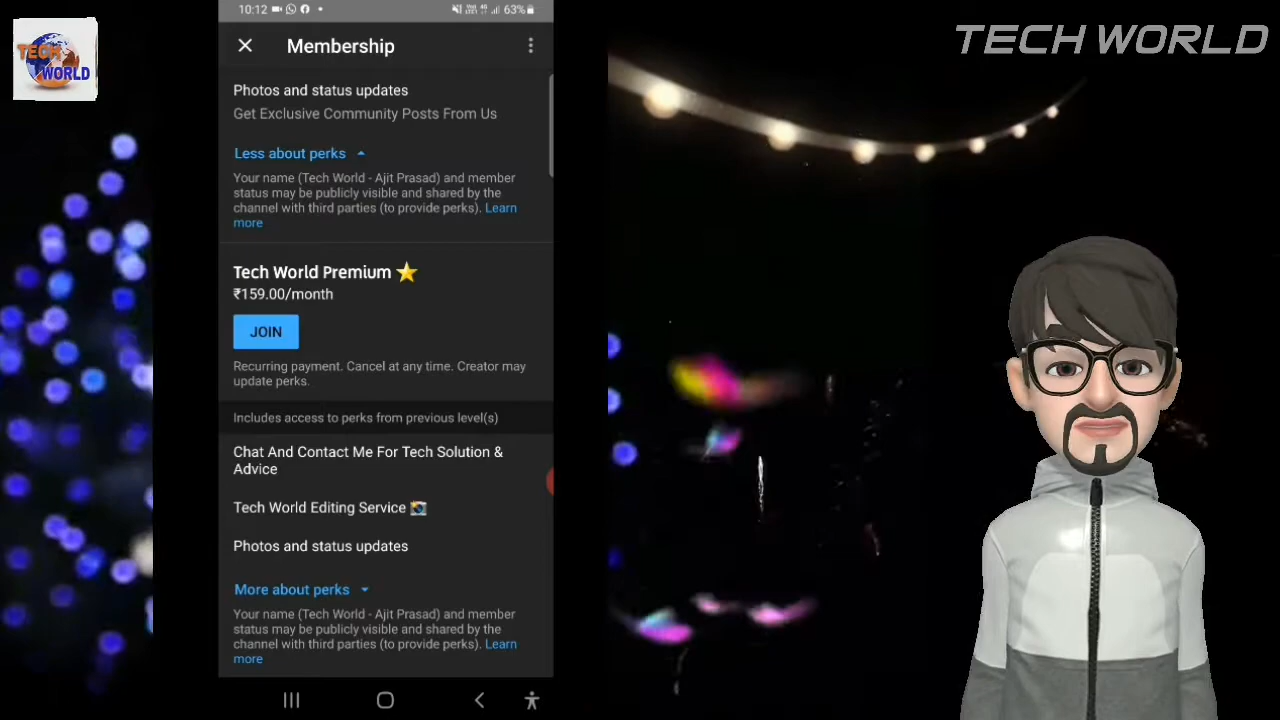 TECH
WORLD
TECH WORLD
10:12
63%
Membership
Photos and status updates
Get Exclusive Community Posts From Us
Less about perks
Your name (Tech World - Ajit Prasad) and member
status may be publicly visible and shared by the
channel with third parties (to provide perks). Learn
more
Tech World Premium ⭐
₹159.00/month
JOIN
Recurring payment. Cancel at any time. Creator may
update perks.
Includes access to perks from previous level(s)
Chat And Contact Me For Tech Solution &
Advice
Tech World Editing Service 📸
Photos and status updates
More about perks
Your name (Tech World - Ajit Prasad) and member
status may be publicly visible and shared by the
channel with third parties (to provide perks). Learn
more